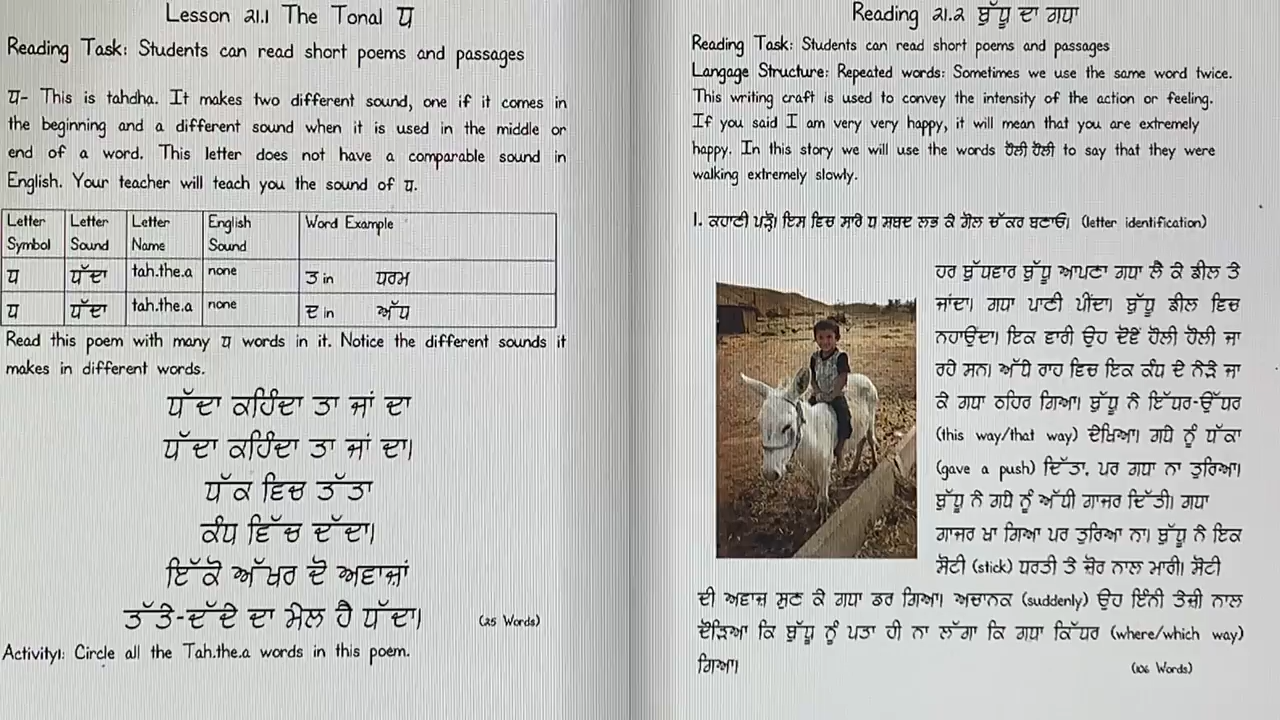 Lesson 21.1 The Tonal ਧ
Reading Task: Students can read short poems and passages
ਧ- This is tahdha. It makes two different sound, one if it comes in
the beginning and a different sound when it is used in the middle or
end of a word. This letter does not have a comparable sound in
English. Your teacher will teach you the sound of ਧ.
Letter Symbol
Letter Sound
Letter Name
English Sound
Word Example
ਧ ਧੱਦਾ tah.the.a none ਤ in ਧਰਮ
ਧ ਧੱਦਾ tah.the.a none ਦ in ਅੱਧ
Read this poem with many ਧ words in it. Notice the different sounds it
makes in different words.
ਧੱਦਾ ਕਹਿੰਦਾ ਤਾ ਜਾਂ ਦਾ
ਧੱਦਾ ਕਹਿੰਦਾ ਤਾ ਜਾਂ ਦਾ।
ਧੱਕ ਵਿਚ ਤੱਤਾ
ਕੰਧ ਵਿੱਚ ਦੱਦਾ।
ਇੱਕੋ ਅੱਖਰ ਦੋ ਅਵਾਜ਼ਾਂ
ਤੱਤੇ-ਦੱਦੇ ਦਾ ਮੇਲ ਹੈ ਧੱਦਾ।
(25 Words)
Activity1: Circle all the Tah.the.a words in this poem.
Reading 21.2 ਬੁੱਧੂ ਦਾ ਗਧਾ
Reading Task: Students can read short poems and passages
Langage Structure: Repeated words: Sometimes we use the same word twice.
This writing craft is used to convey the intensity of the action or feeling.
If you said I am very very happy, it will mean that you are extremely
happy. In this story we will use the words ਹੌਲੀ ਹੌਲੀ to say that they were
walking extremely slowly.
1. ਕਹਾਣੀ ਪੜੋ। ਇਸ ਵਿਚ ਸਾਰੇ ਧ ਸਬਦ ਲਭ ਕੇ ਗੋਲ ਚੱਕਰ ਬਣਾਓ। (letter identification)
ਹਰ ਬੁੱਧਵਾਰ ਬੁੱਧੂ ਆਪਣਾ ਗਧਾ ਲੈ ਕੇ ਝੀਲ ਤੇ
ਜਾਂਦਾ। ਗਧਾ ਪਾਣੀ ਪੀਂਦਾ। ਬੁੱਧੂ ਝੀਲ ਵਿਚ
ਨਹਾਉਂਦਾ। ਇਕ ਵਾਰੀ ਉਹ ਦੋਵੇਂ ਹੌਲੀ ਹੌਲੀ ਜਾ
ਰਹੇ ਸਨ। ਅੱਧੇ ਰਾਹ ਵਿਚ ਇਕ ਕੰਧ ਦੇ ਨੇੜੇ ਜਾ
ਕੇ ਗਧਾ ਠਹਿਰ ਗਿਆ। ਬੁੱਧੂ ਨੇ ਇੱਧਰ-ਉੱਧਰ
(this way/that way) ਦੇਖਿਆ। ਗਧੇ ਨੂੰ ਧੱਕਾ
(gave a push) ਦਿੱਤਾ, ਪਰ ਗਧਾ ਨਾ ਤੁਰਿਆ।
ਬੁੱਧੂ ਨੇ ਗਧੇ ਨੂੰ ਅੱਧੀ ਗਾਜਰ ਦਿੱਤੀ। ਗਧਾ
ਗਾਜਰ ਖਾ ਗਿਆ ਪਰ ਤੁਰਿਆ ਨਾ। ਬੁੱਧੂ ਨੇ ਇਕ
ਸੋਟੀ (stick) ਧਰਤੀ ਤੇ ਜ਼ੋਰ ਨਾਲ ਮਾਰੀ। ਸੋਟੀ
ਦੀ ਅਵਾਜ਼ ਸੁਣ ਕੇ ਗਧਾ ਡਰ ਗਿਆ। ਅਚਾਨਕ (suddenly) ਉਹ ਇੰਨੀ ਤੇਜ਼ੀ ਨਾਲ
ਦੌੜਿਆ ਕਿ ਬੁੱਧੂ ਨੂੰ ਪਤਾ ਹੀ ਨਾ ਲੱਗਾ ਕਿ ਗਧਾ ਕਿੱਧਰ (where/which way)
ਗਿਆ।
(106 Words)